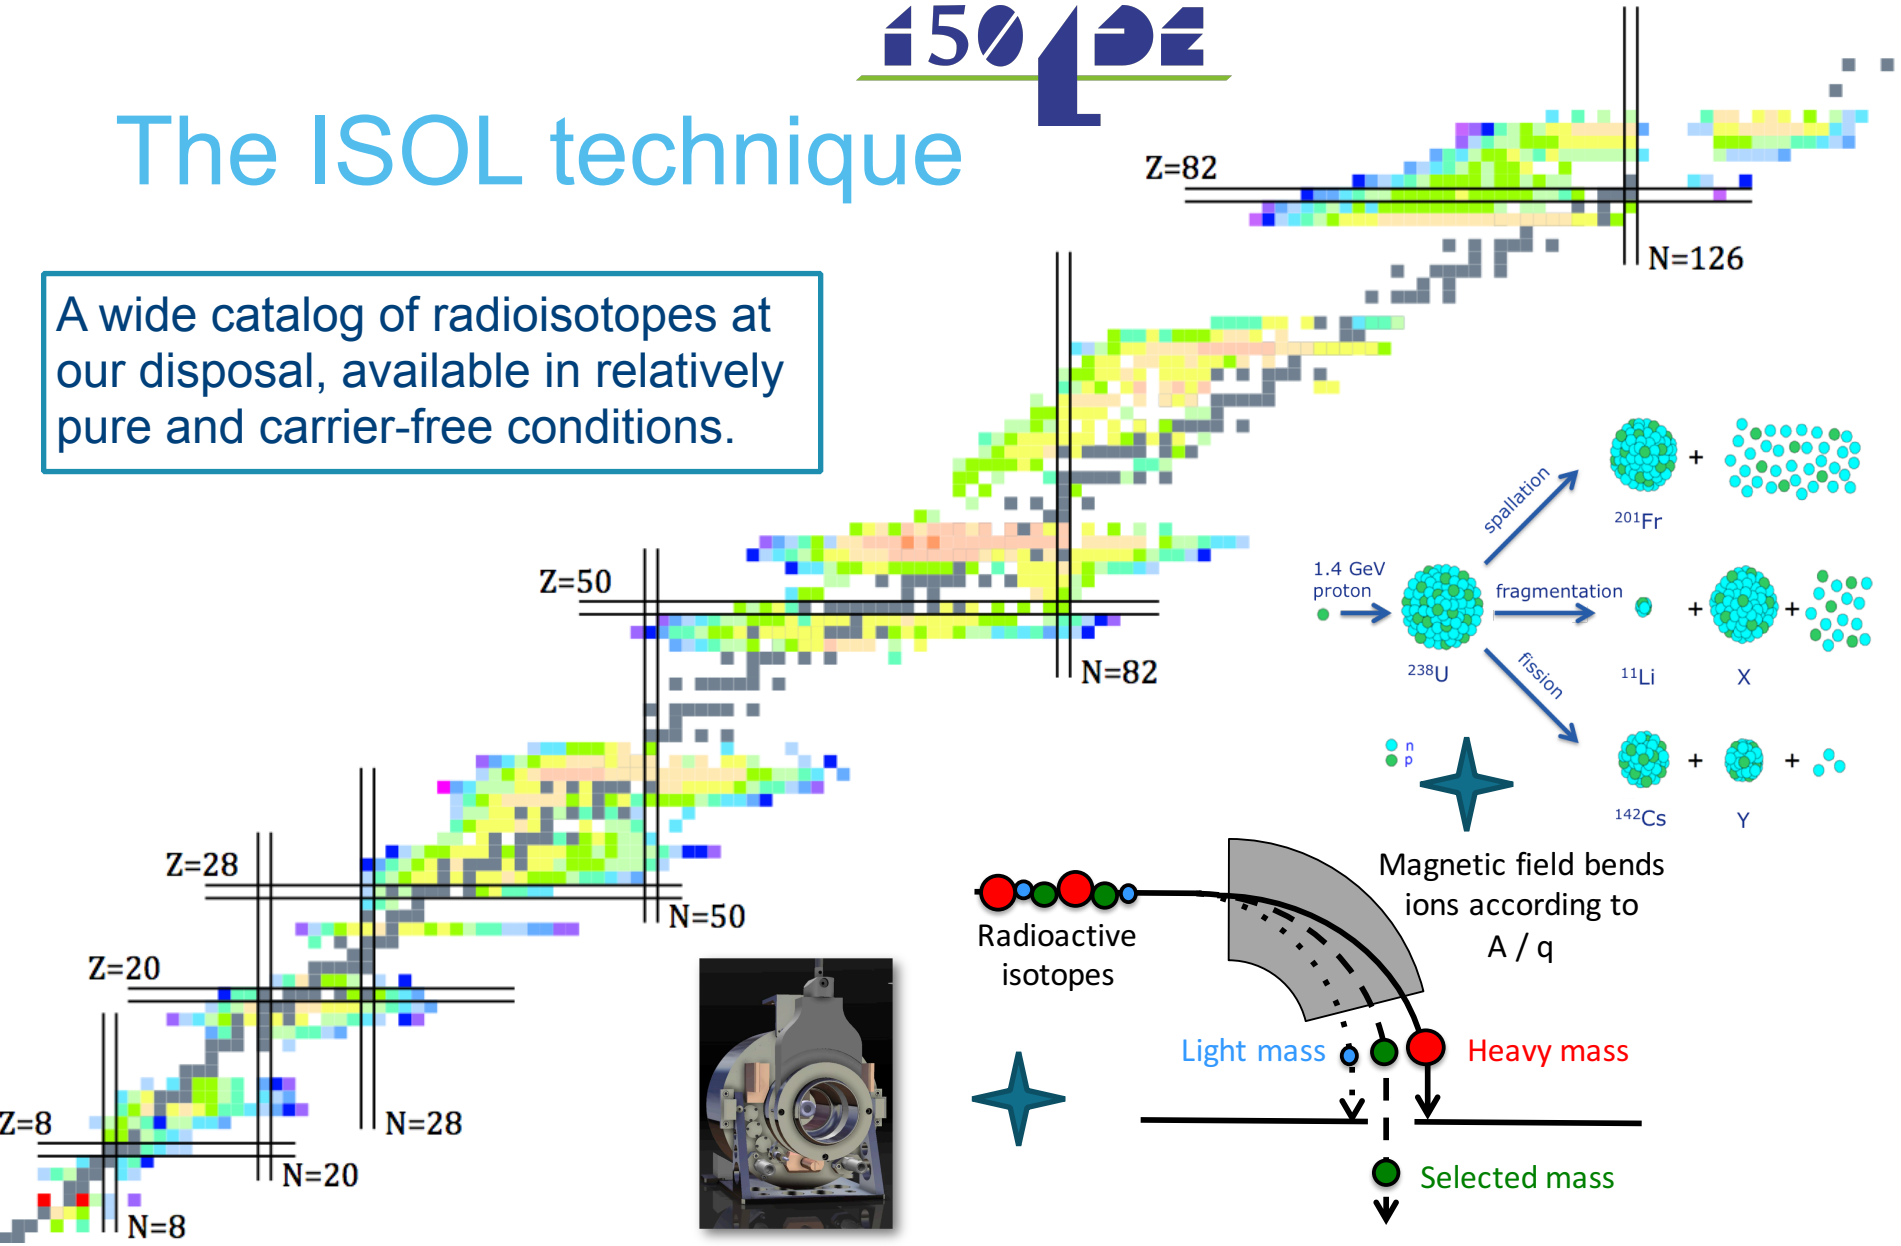 ISOLDE
The ISOL technique
A wide catalog of radioisotopes at
our disposal, available in relatively
pure and carrier-free conditions.
Z=82
N=126
Z=50
N=82
Z=28
N=50
Z=20
N=28
Z=8
N=20
N=8
1.4 GeV
proton
238U
spallation
fragmentation
fission
201Fr
+
11Li
+
X
+
142Cs
+
Y
+
n
p
Magnetic field bends
ions according to
A / q
Radioactive
isotopes
Light mass
Heavy mass
Selected mass